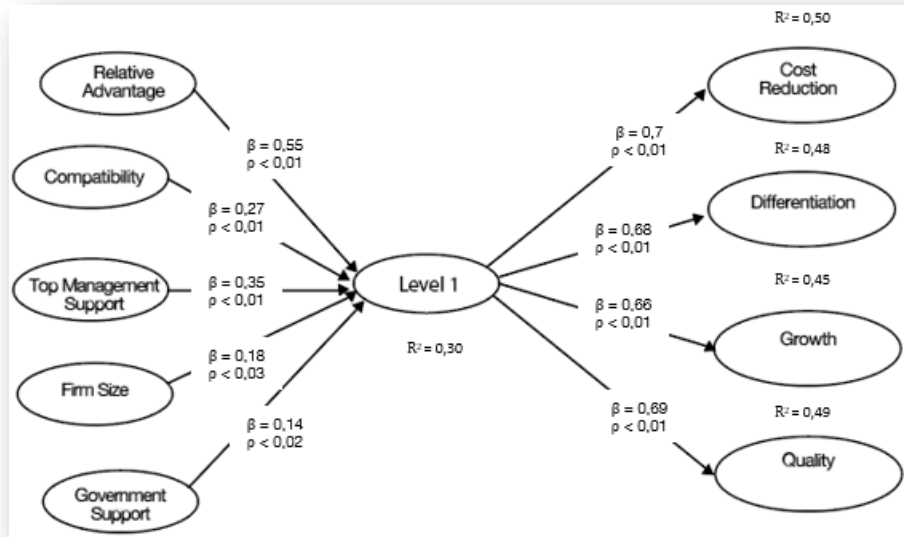 R² = 0,50
Relative
Advantage
Cost
Reduction
β = 0,55
ρ < 0,01
β = 0,7
ρ < 0,01
R² = 0,48
Compatibility
β = 0,27
ρ < 0,01
Differentiation
β = 0,68
ρ < 0,01
Top Management
Support
β = 0,35
ρ < 0,01
Level 1
R² = 0,45
β = 0,66
ρ < 0,01
Growth
R² = 0,30
β = 0,18
ρ < 0,03
Firm Size
β = 0,14
ρ < 0,02
β = 0,69
ρ < 0,01
R² = 0,49
Quality
Government
Support